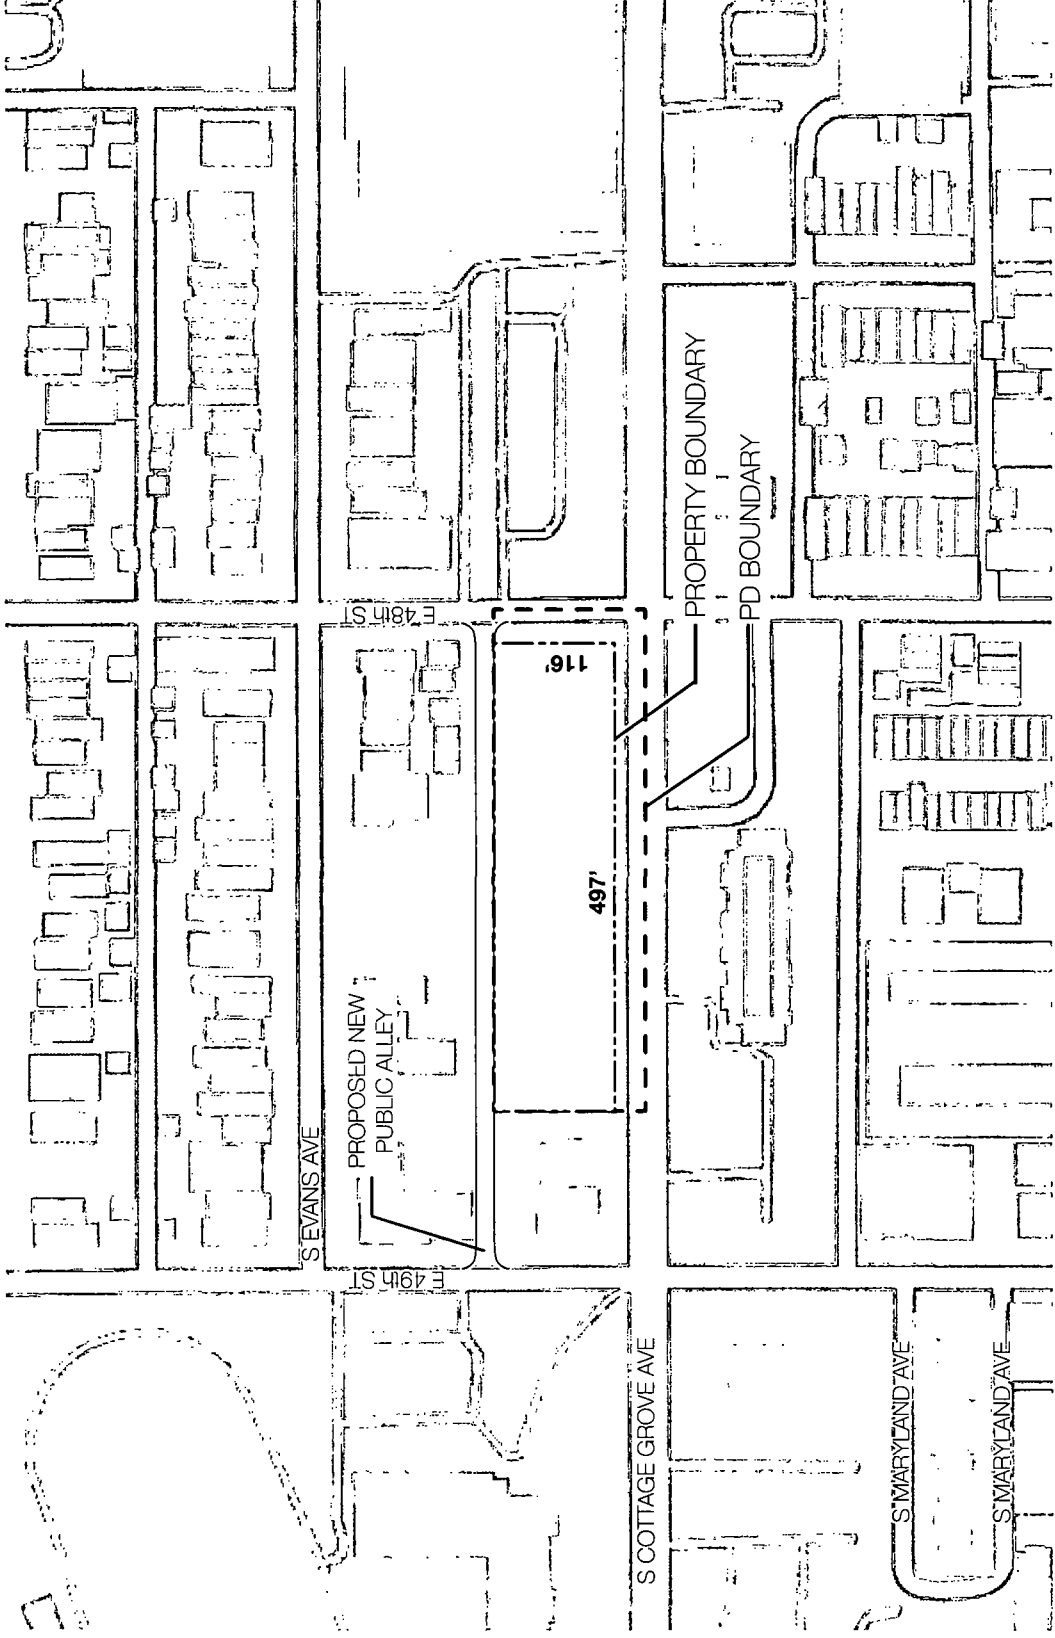 E 48th ST
116'
PROPERTY BOUNDARY
PD BOUNDARY
497'
PROPOSED NEW
PUBLIC ALLEY
S EVANS AVE
E 49th ST
S COTTAGE GROVE AVE
S MARYLAND AVE
S MARYLAND AVE